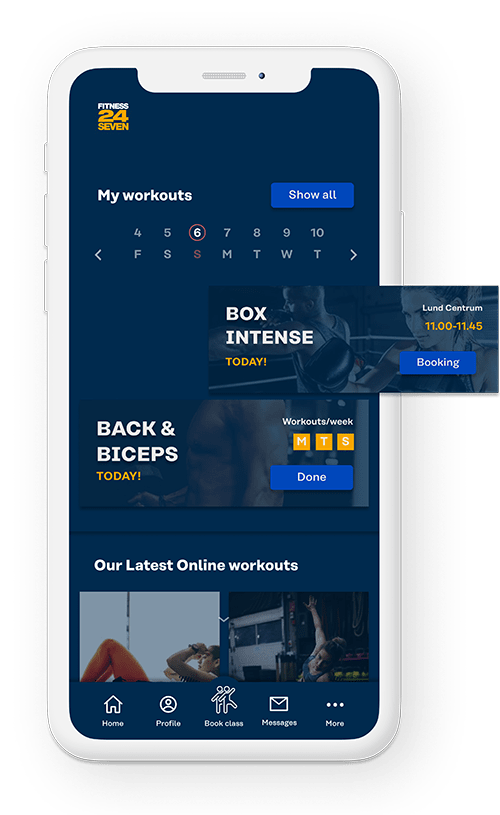 FITNESS
24
SEVEN
My workouts
Show all
4 5 6 7 8 9 10
F S S M T W T
BOX
INTENSE
TODAY!
Lund Centrum
11.00-11.45
Booking
BACK &
BICEPS
TODAY!
Workouts/week
M T S
Done
Our Latest Online workouts
Home
Profile
Book class
Messages
More